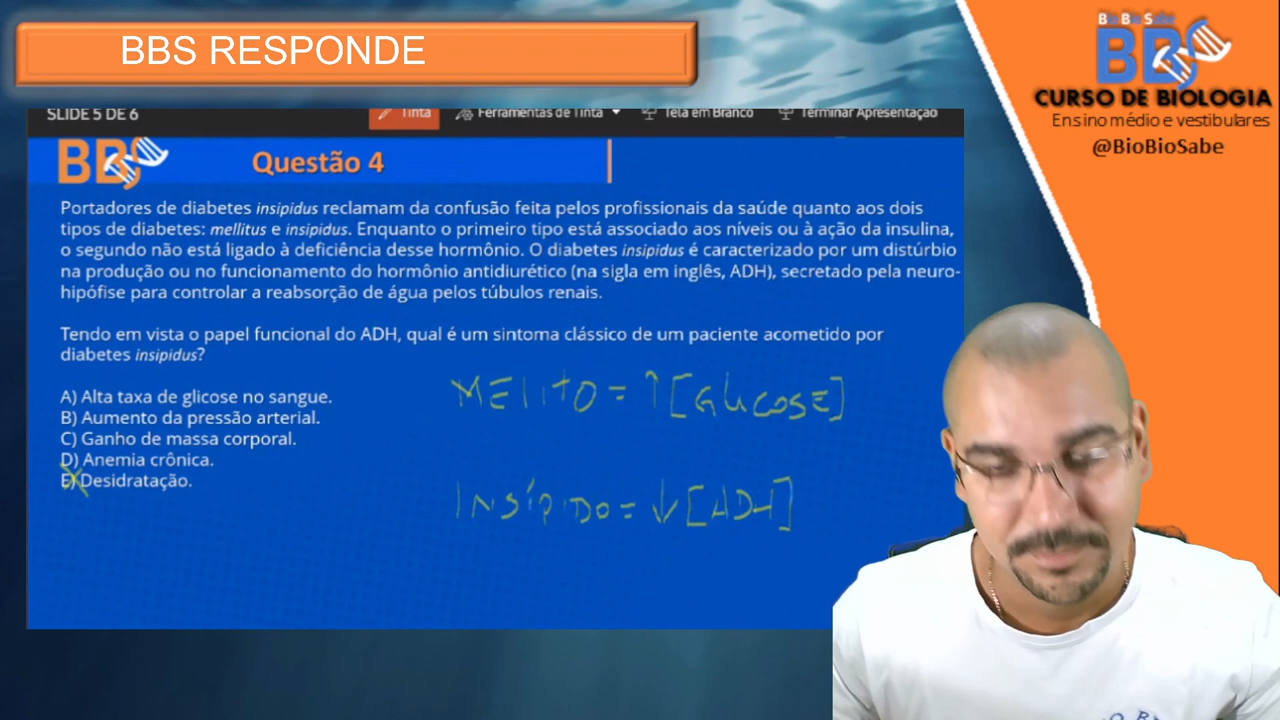 BBS RESPONDE
Bio Bio Sabe
BBS
CURSO DE BIOLOGIA
Ensino médio e vestibulares
@BioBioSabe
SLIDE 5 DE 6
Tinta
Ferramentas de Tinta
Tela em Branco
Terminar Apresentação
BBS
Questão 4
Portadores de diabetes insipidus reclamam da confusão feita pelos profissionais da saúde quanto aos dois
tipos de diabetes: mellitus e insipidus. Enquanto o primeiro tipo está associado aos níveis ou à ação da insulina,
o segundo não está ligado à deficiência desse hormônio. O diabetes insipidus é caracterizado por um distúrbio
na produção ou no funcionamento do hormônio antidiurético (na sigla em inglês, ADH), secretado pela neuro-
hipófise para controlar a reabsorção de água pelos túbulos renais.
Tendo em vista o papel funcional do ADH, qual é um sintoma clássico de um paciente acometido por
diabetes insipidus?
A) Alta taxa de glicose no sangue.
B) Aumento da pressão arterial.
C) Ganho de massa corporal.
D) Anemia crônica.
E) Desidratação.
MELITO = ↑ [GLICOSE]
INSÍPIDO = ↓ [ADH]